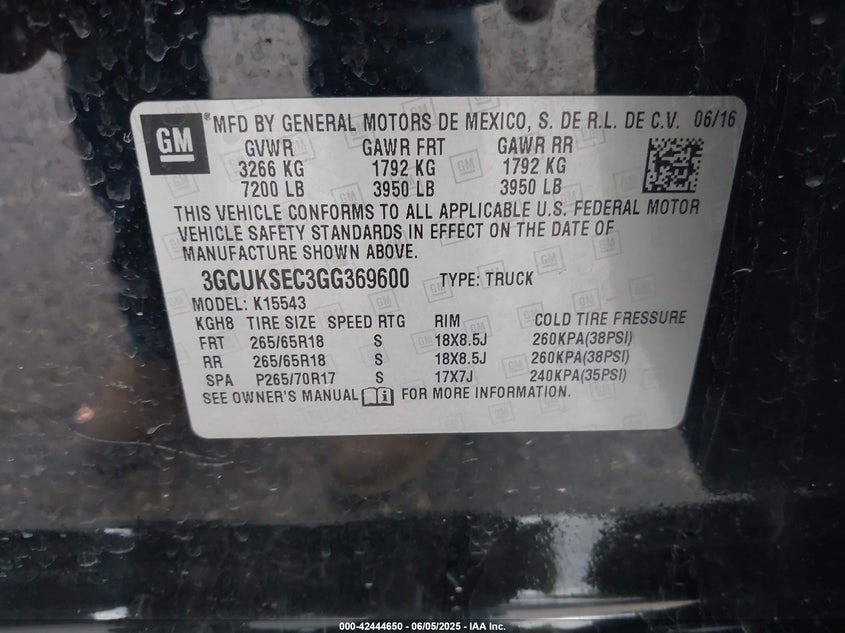 GM ® MFD BY GENERAL MOTORS DE MEXICO, S. DE R.L. DE C.V. 06/16
GVWR GAWR FRT GAWR RR
3266 KG 1792 KG 1792 KG
7200 LB 3950 LB 3950 LB
THIS VEHICLE CONFORMS TO ALL APPLICABLE U.S. FEDERAL MOTOR
VEHICLE SAFETY STANDARDS IN EFFECT ON THE DATE OF
MANUFACTURE SHOWN ABOVE.
3GCUKSEC3GG369600 TYPE: TRUCK
MODEL: K15543
KGH8 TIRE SIZE SPEED RTG RIM COLD TIRE PRESSURE
FRT 265/65R18 S 18X8.5J 260KPA(38PSI)
RR 265/65R18 S 18X8.5J 260KPA(38PSI)
SPA P265/70R17 S 17X7J 240KPA(35PSI)
SEE OWNER'S MANUAL FOR MORE INFORMATION.
000-42444650 - 06/05/2025 - IAA Inc.